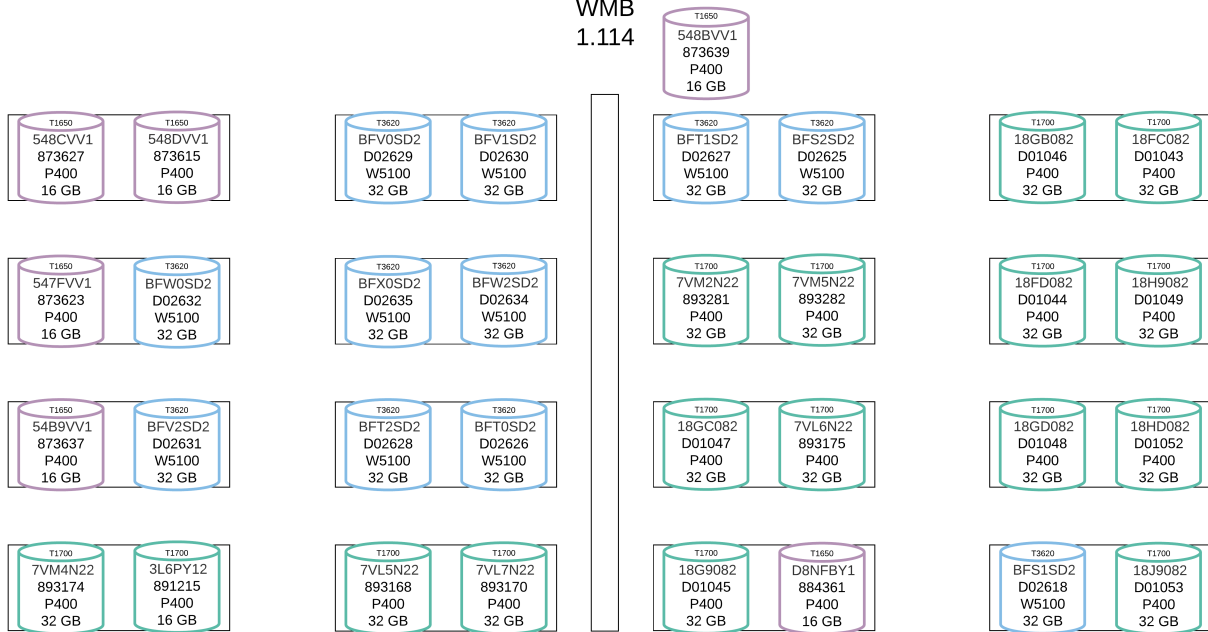 WMB
1.114
T1650
548BVV1
873639
P400
16 GB
T1650
548CVV1
873627
P400
16 GB
T1650
548DVV1
873615
P400
16 GB
T3620
BFV0SD2
D02629
W5100
32 GB
T3620
BFV1SD2
D02630
W5100
32 GB
T3620
BFT1SD2
D02627
W5100
32 GB
T3620
BFS2SD2
D02625
W5100
32 GB
T1700
18GB082
D01046
P400
32 GB
T1700
18FC082
D01043
P400
32 GB
T1650
547FVV1
873623
P400
16 GB
T3620
BFW0SD2
D02632
W5100
32 GB
T3620
BFX0SD2
D02635
W5100
32 GB
T3620
BFW2SD2
D02634
W5100
32 GB
T1700
7VM2N22
893281
P400
32 GB
T1700
7VM5N22
893282
P400
32 GB
T1700
18FD082
D01044
P400
32 GB
T1700
18H9082
D01049
P400
32 GB
T1650
54B9VV1
873637
P400
16 GB
T3620
BFV2SD2
D02631
W5100
32 GB
T3620
BFT2SD2
D02628
W5100
32 GB
T3620
BFT0SD2
D02626
W5100
32 GB
T1700
18GC082
D01047
P400
32 GB
T1700
7VL6N22
893175
P400
32 GB
T1700
18GD082
D01048
P400
32 GB
T1700
18HD082
D01052
P400
32 GB
T1700
7VM4N22
893174
P400
32 GB
T1700
3L6PY12
891215
P400
16 GB
T1700
7VL5N22
893168
P400
32 GB
T1700
7VL7N22
893170
P400
32 GB
T1700
18G9082
D01045
P400
32 GB
T1650
D8NFBY1
884361
P400
16 GB
T3620
BFS1SD2
D02618
W5100
32 GB
T1700
18J9082
D01053
P400
32 GB